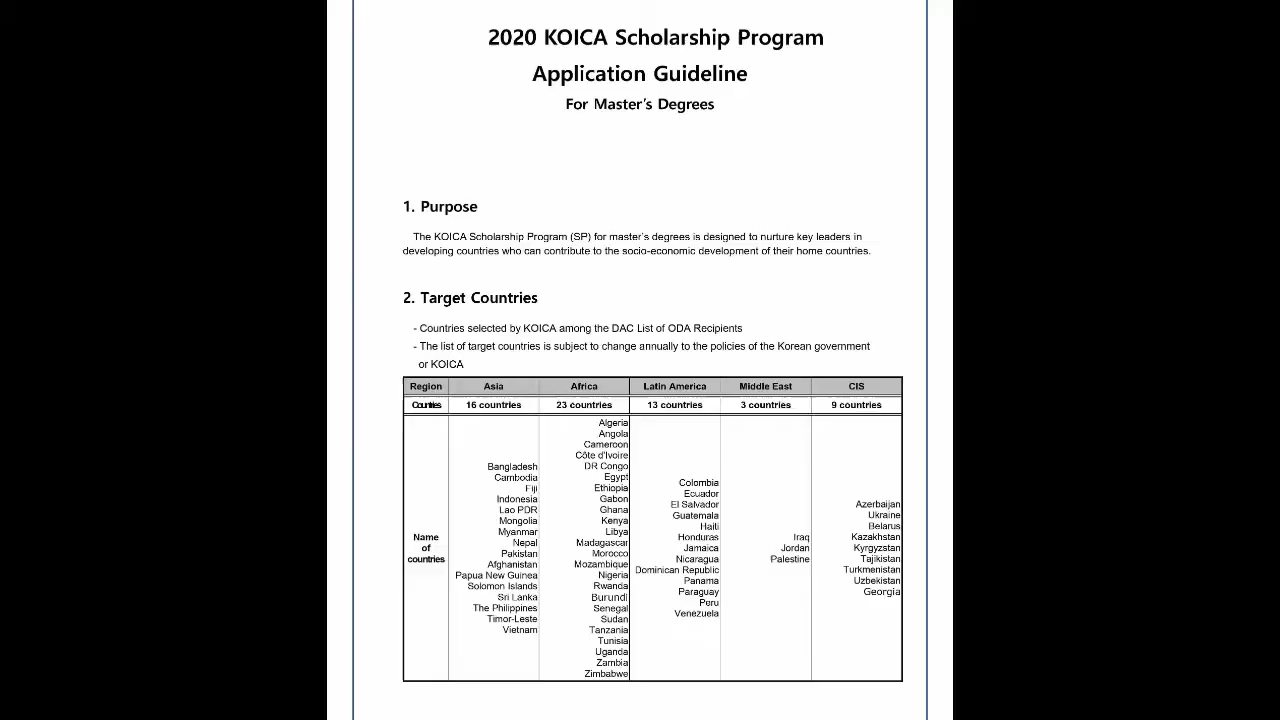 2020 KOICA Scholarship Program
Application Guideline
For Master's Degrees
1. Purpose
The KOICA Scholarship Program (SP) for master's degrees is designed to nurture key leaders in
developing countries who can contribute to the socio-economic development of their home countries.
2. Target Countries
- Countries selected by KOICA among the DAC List of ODA Recipients
- The list of target countries is subject to change annually to the policies of the Korean government
or KOICA
Region Asia Africa Latin America Middle East CIS
Countries 16 countries 23 countries 13 countries 3 countries 9 countries
Name
of
countries
Bangladesh
Cambodia
Fiji
Indonesia
Lao PDR
Mongolia
Myanmar
Nepal
Pakistan
Afghanistan
Papua New Guinea
Solomon Islands
Sri Lanka
The Philippines
Timor-Leste
Vietnam
Algeria
Angola
Cameroon
Côte d'Ivoire
DR Congo
Egypt
Ethiopia
Gabon
Ghana
Kenya
Libya
Madagascar
Morocco
Mozambique
Nigeria
Rwanda
Burundi
Senegal
Sudan
Tanzania
Tunisia
Uganda
Zambia
Zimbabwe
Colombia
Ecuador
El Salvador
Guatemala
Haiti
Honduras
Jamaica
Nicaragua
Dominican Republic
Panama
Paraguay
Peru
Venezuela
Iraq
Jordan
Palestine
Azerbaijan
Ukraine
Belarus
Kazakhstan
Kyrgyzstan
Tajikistan
Turkmenistan
Uzbekistan
Georgia